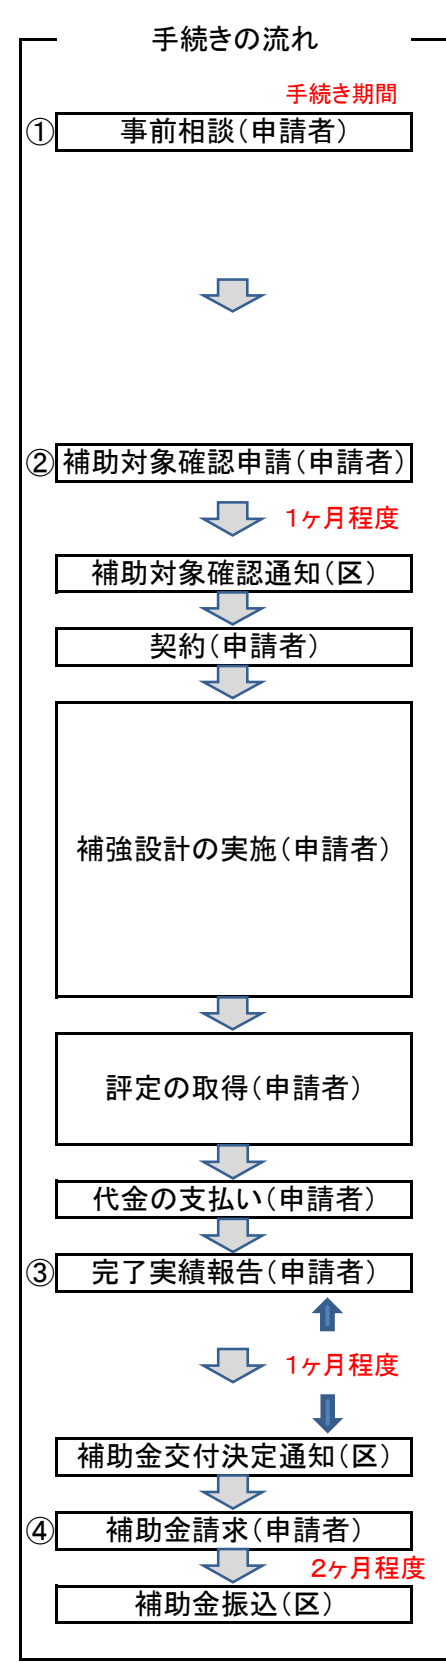 手続きの流れ
手続き期間
① 事前相談（申請者）
② 補助対象確認申請（申請者）
1ヶ月程度
補助対象確認通知（区）
契約（申請者）
補強設計の実施（申請者）
評定の取得（申請者）
代金の支払い（申請者）
③ 完了実績報告（申請者）
1ヶ月程度
補助金交付決定通知（区）
④ 補助金請求（申請者）
2ヶ月程度
補助金振込（区）